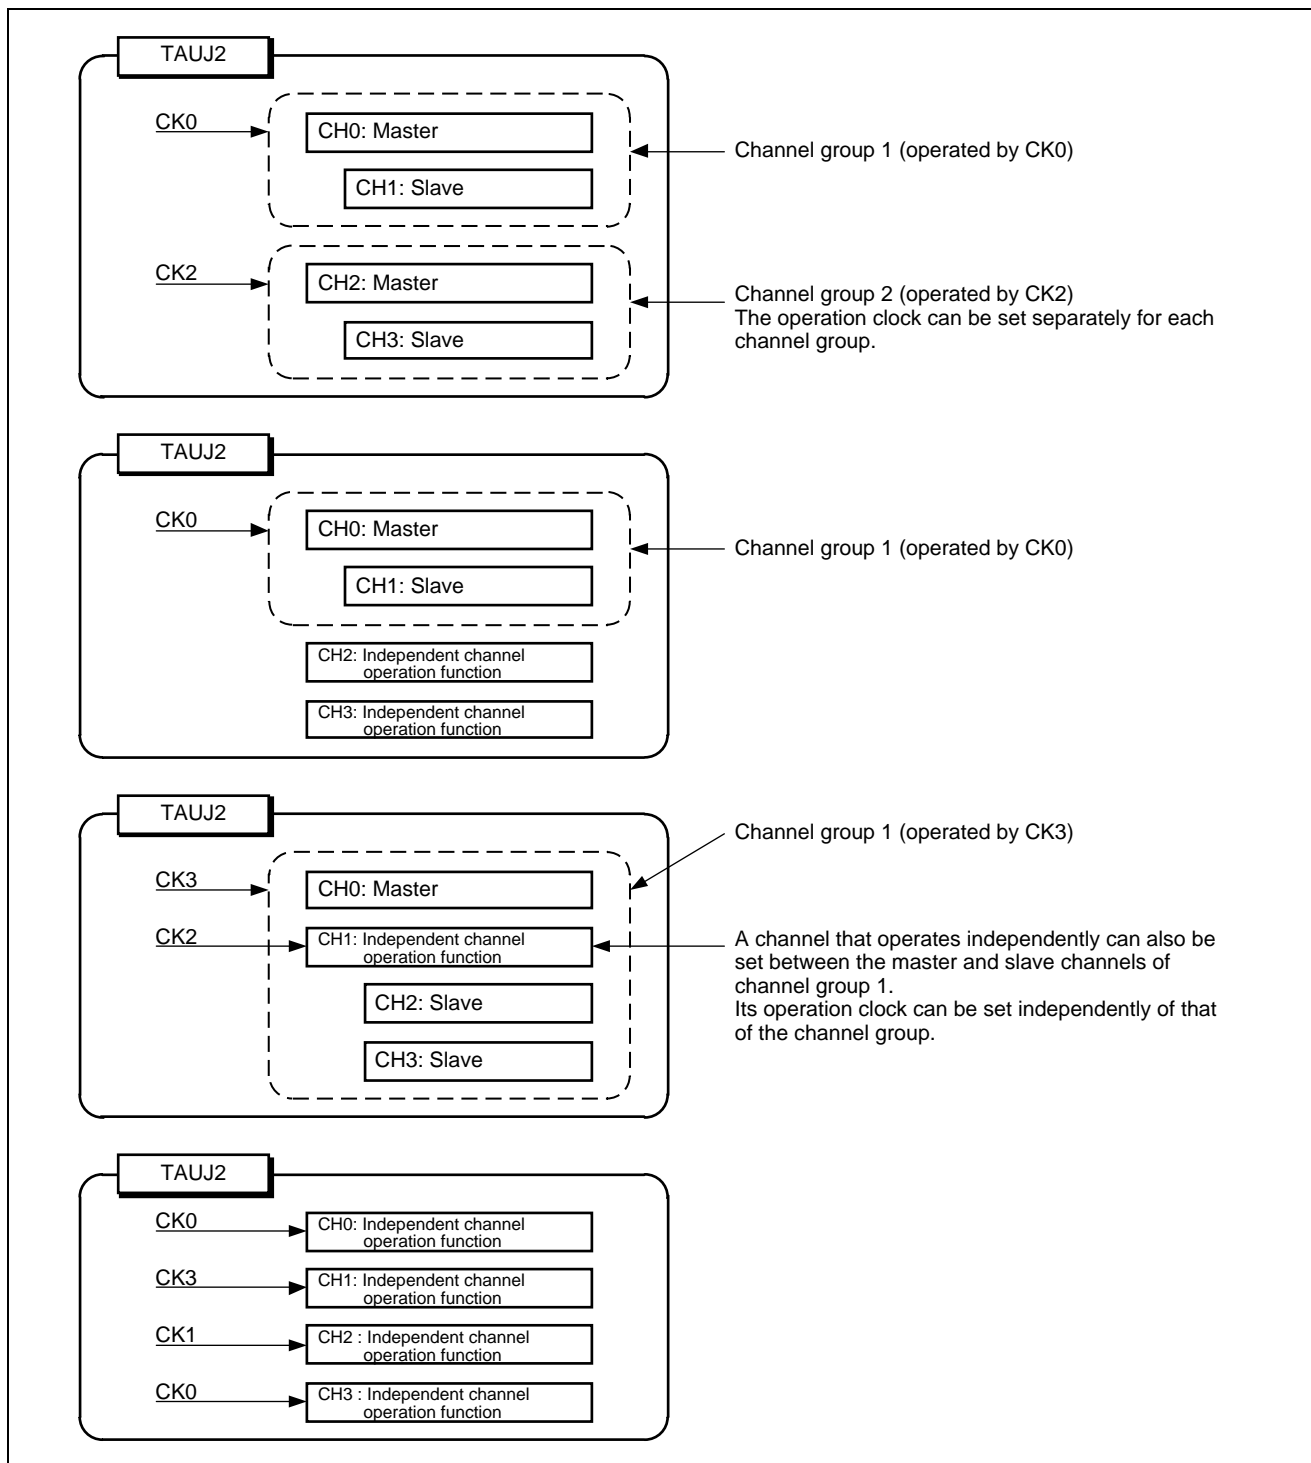 TAUJ2
CK0
CH0: Master
Channel group 1 (operated by CK0)
CH1: Slave
CK2
CH2: Master
Channel group 2 (operated by CK2)
The operation clock can be set separately for each
channel group.
CH3: Slave
TAUJ2
CK0
CH0: Master
Channel group 1 (operated by CK0)
CH1: Slave
CH2: Independent channel
operation function
CH3: Independent channel
operation function
TAUJ2
Channel group 1 (operated by CK3)
CK3
CH0: Master
CK2
CH1: Independent channel
operation function
A channel that operates independently can also be
set between the master and slave channels of
channel group 1.
Its operation clock can be set independently of that
of the channel group.
CH2: Slave
CH3: Slave
TAUJ2
CK0
CH0: Independent channel
operation function
CK3
CH1: Independent channel
operation function
CK1
CH2 : Independent channel
operation function
CK0
CH3 : Independent channel
operation function